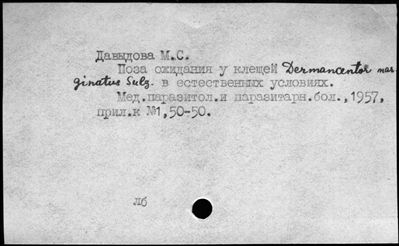 Давыдова М.С.
Поза ожидания у клещей Dermancentor mar
ginatus Sulz. в естественных условиях.
Мед.паразитол.и паразитарн.бол.,1957,
прил.к №1,50-50.
лб